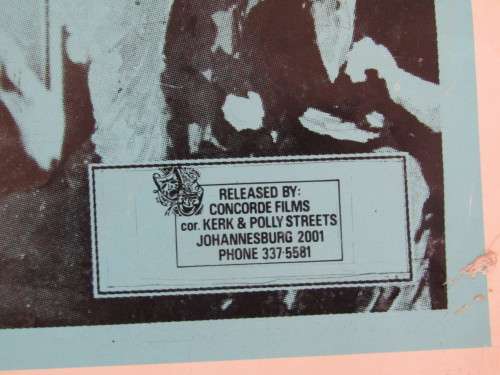 RELEASED BY:
CONCORDE FILMS
cor. KERK & POLLY STREETS
JOHANNESBURG 2001
PHONE 337-5581